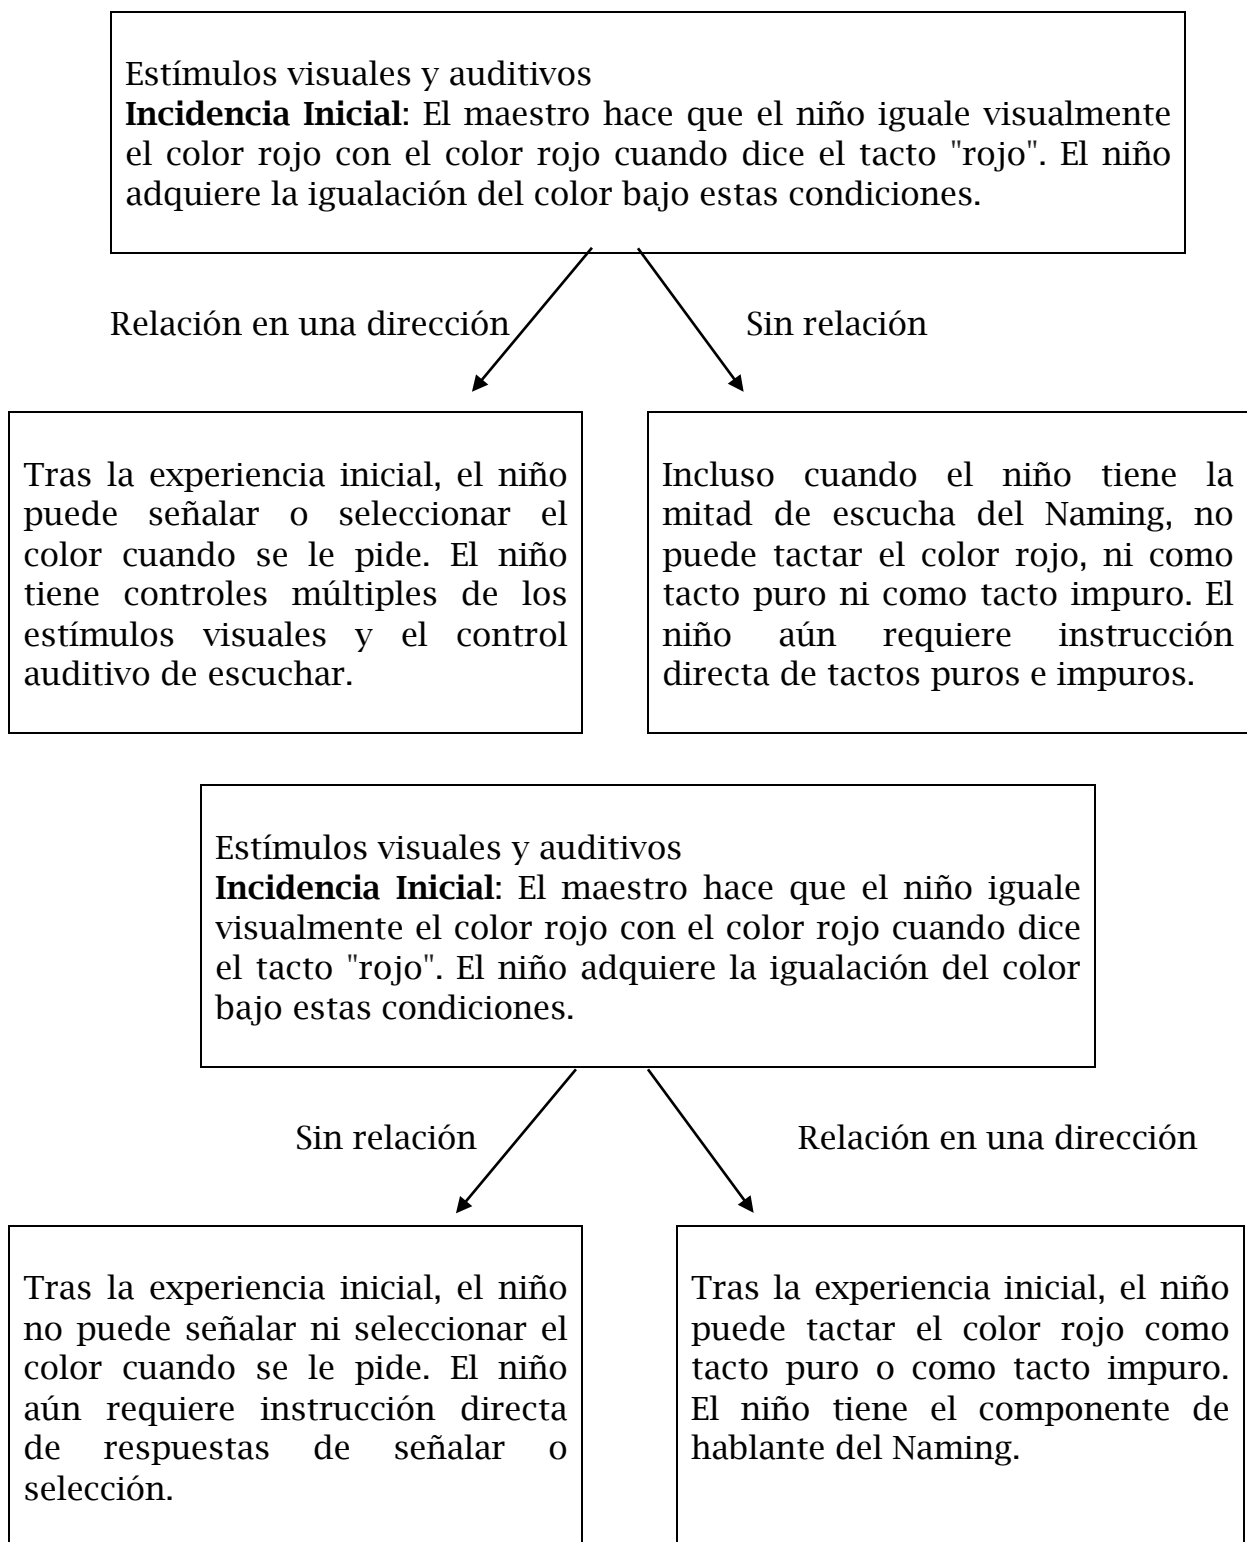 Estímulos visuales y auditivos
Incidencia Inicial: El maestro hace que el niño iguale visualmente
el color rojo con el color rojo cuando dice el tacto "rojo". El niño
adquiere la igualación del color bajo estas condiciones.
Relación en una dirección
Sin relación
Tras la experiencia inicial, el niño
puede señalar o seleccionar el
color cuando se le pide. El niño
tiene controles múltiples de los
estímulos visuales y el control
auditivo de escuchar.
Incluso cuando el niño tiene la
mitad de escucha del Naming, no
puede tactar el color rojo, ni como
tacto puro ni como tacto impuro. El
niño aún requiere instrucción
directa de tactos puros e impuros.
Estímulos visuales y auditivos
Incidencia Inicial: El maestro hace que el niño iguale
visualmente el color rojo con el color rojo cuando dice
el tacto "rojo". El niño adquiere la igualación del color
bajo estas condiciones.
Sin relación
Relación en una dirección
Tras la experiencia inicial, el niño
no puede señalar ni seleccionar el
color cuando se le pide. El niño
aún requiere instrucción directa
de respuestas de señalar o
selección.
Tras la experiencia inicial, el niño
puede tactar el color rojo como
tacto puro o como tacto impuro.
El niño tiene el componente de
hablante del Naming.